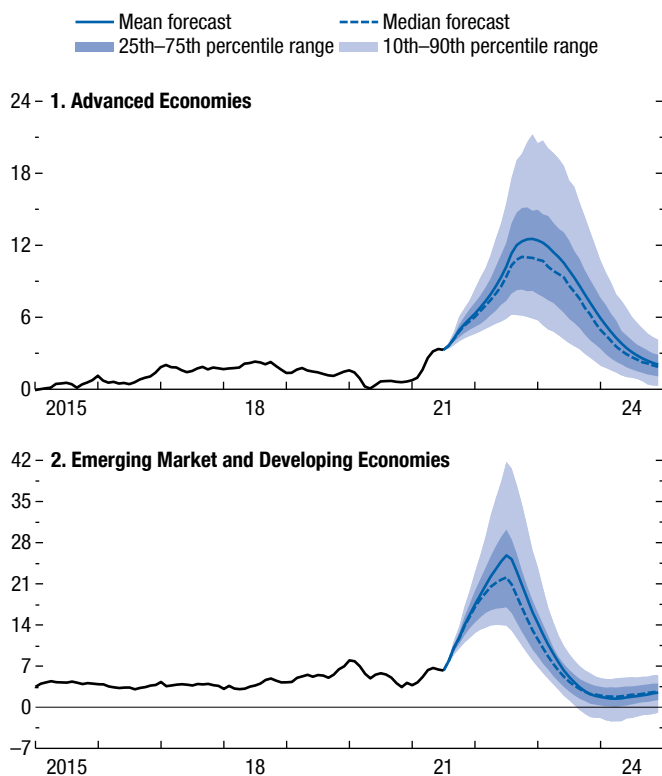 Mean forecast Median forecast
25th–75th percentile range 10th–90th percentile range
1. Advanced Economies
24
18
12
6
0
2015 18 21 24
2. Emerging Market and Developing Economies
42
35
28
21
14
7
0
–7
2015 18 21 24